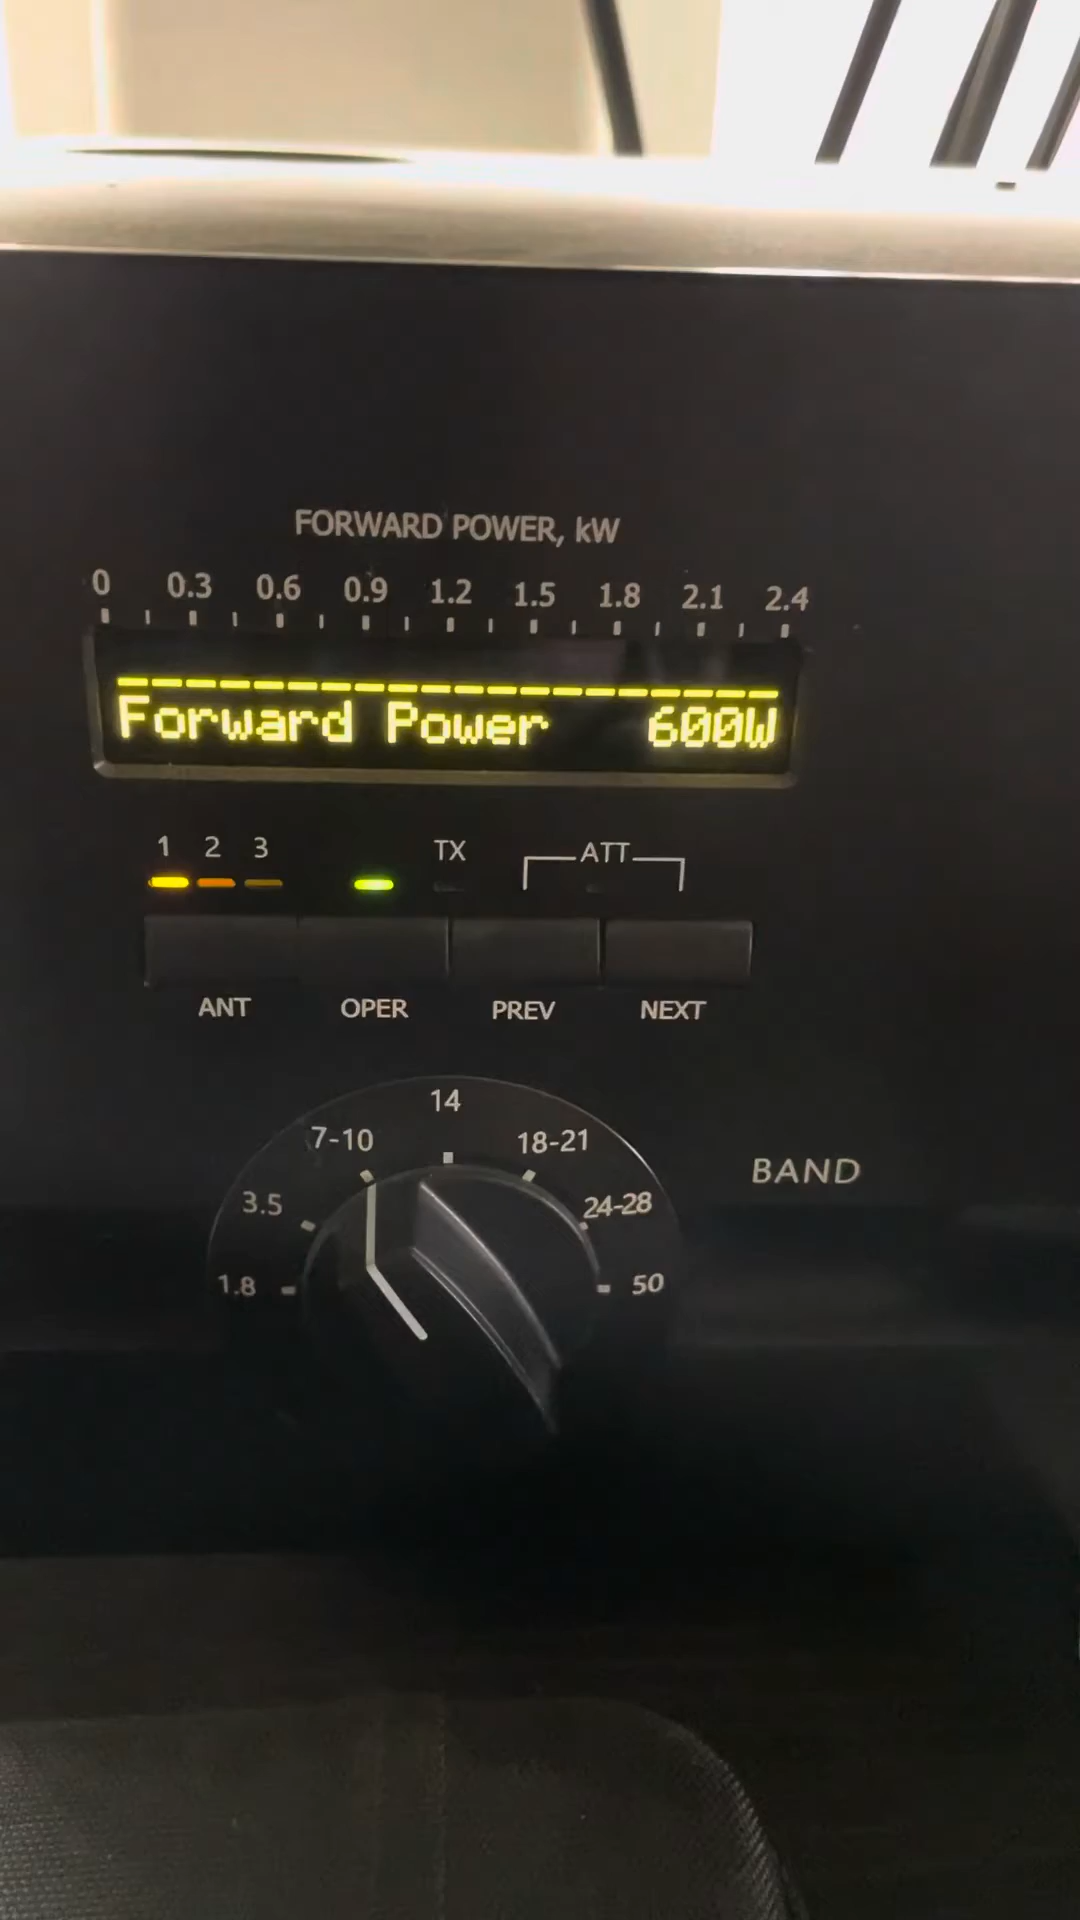 FORWARD POWER, kW
0 0.3 0.6 0.9 1.2 1.5 1.8 2.1 2.4
Forward Power 600W
1 2 3 TX ATT
ANT OPER PREV NEXT
14
7-10 18-21
BAND
3.5 24-28
1.8 50